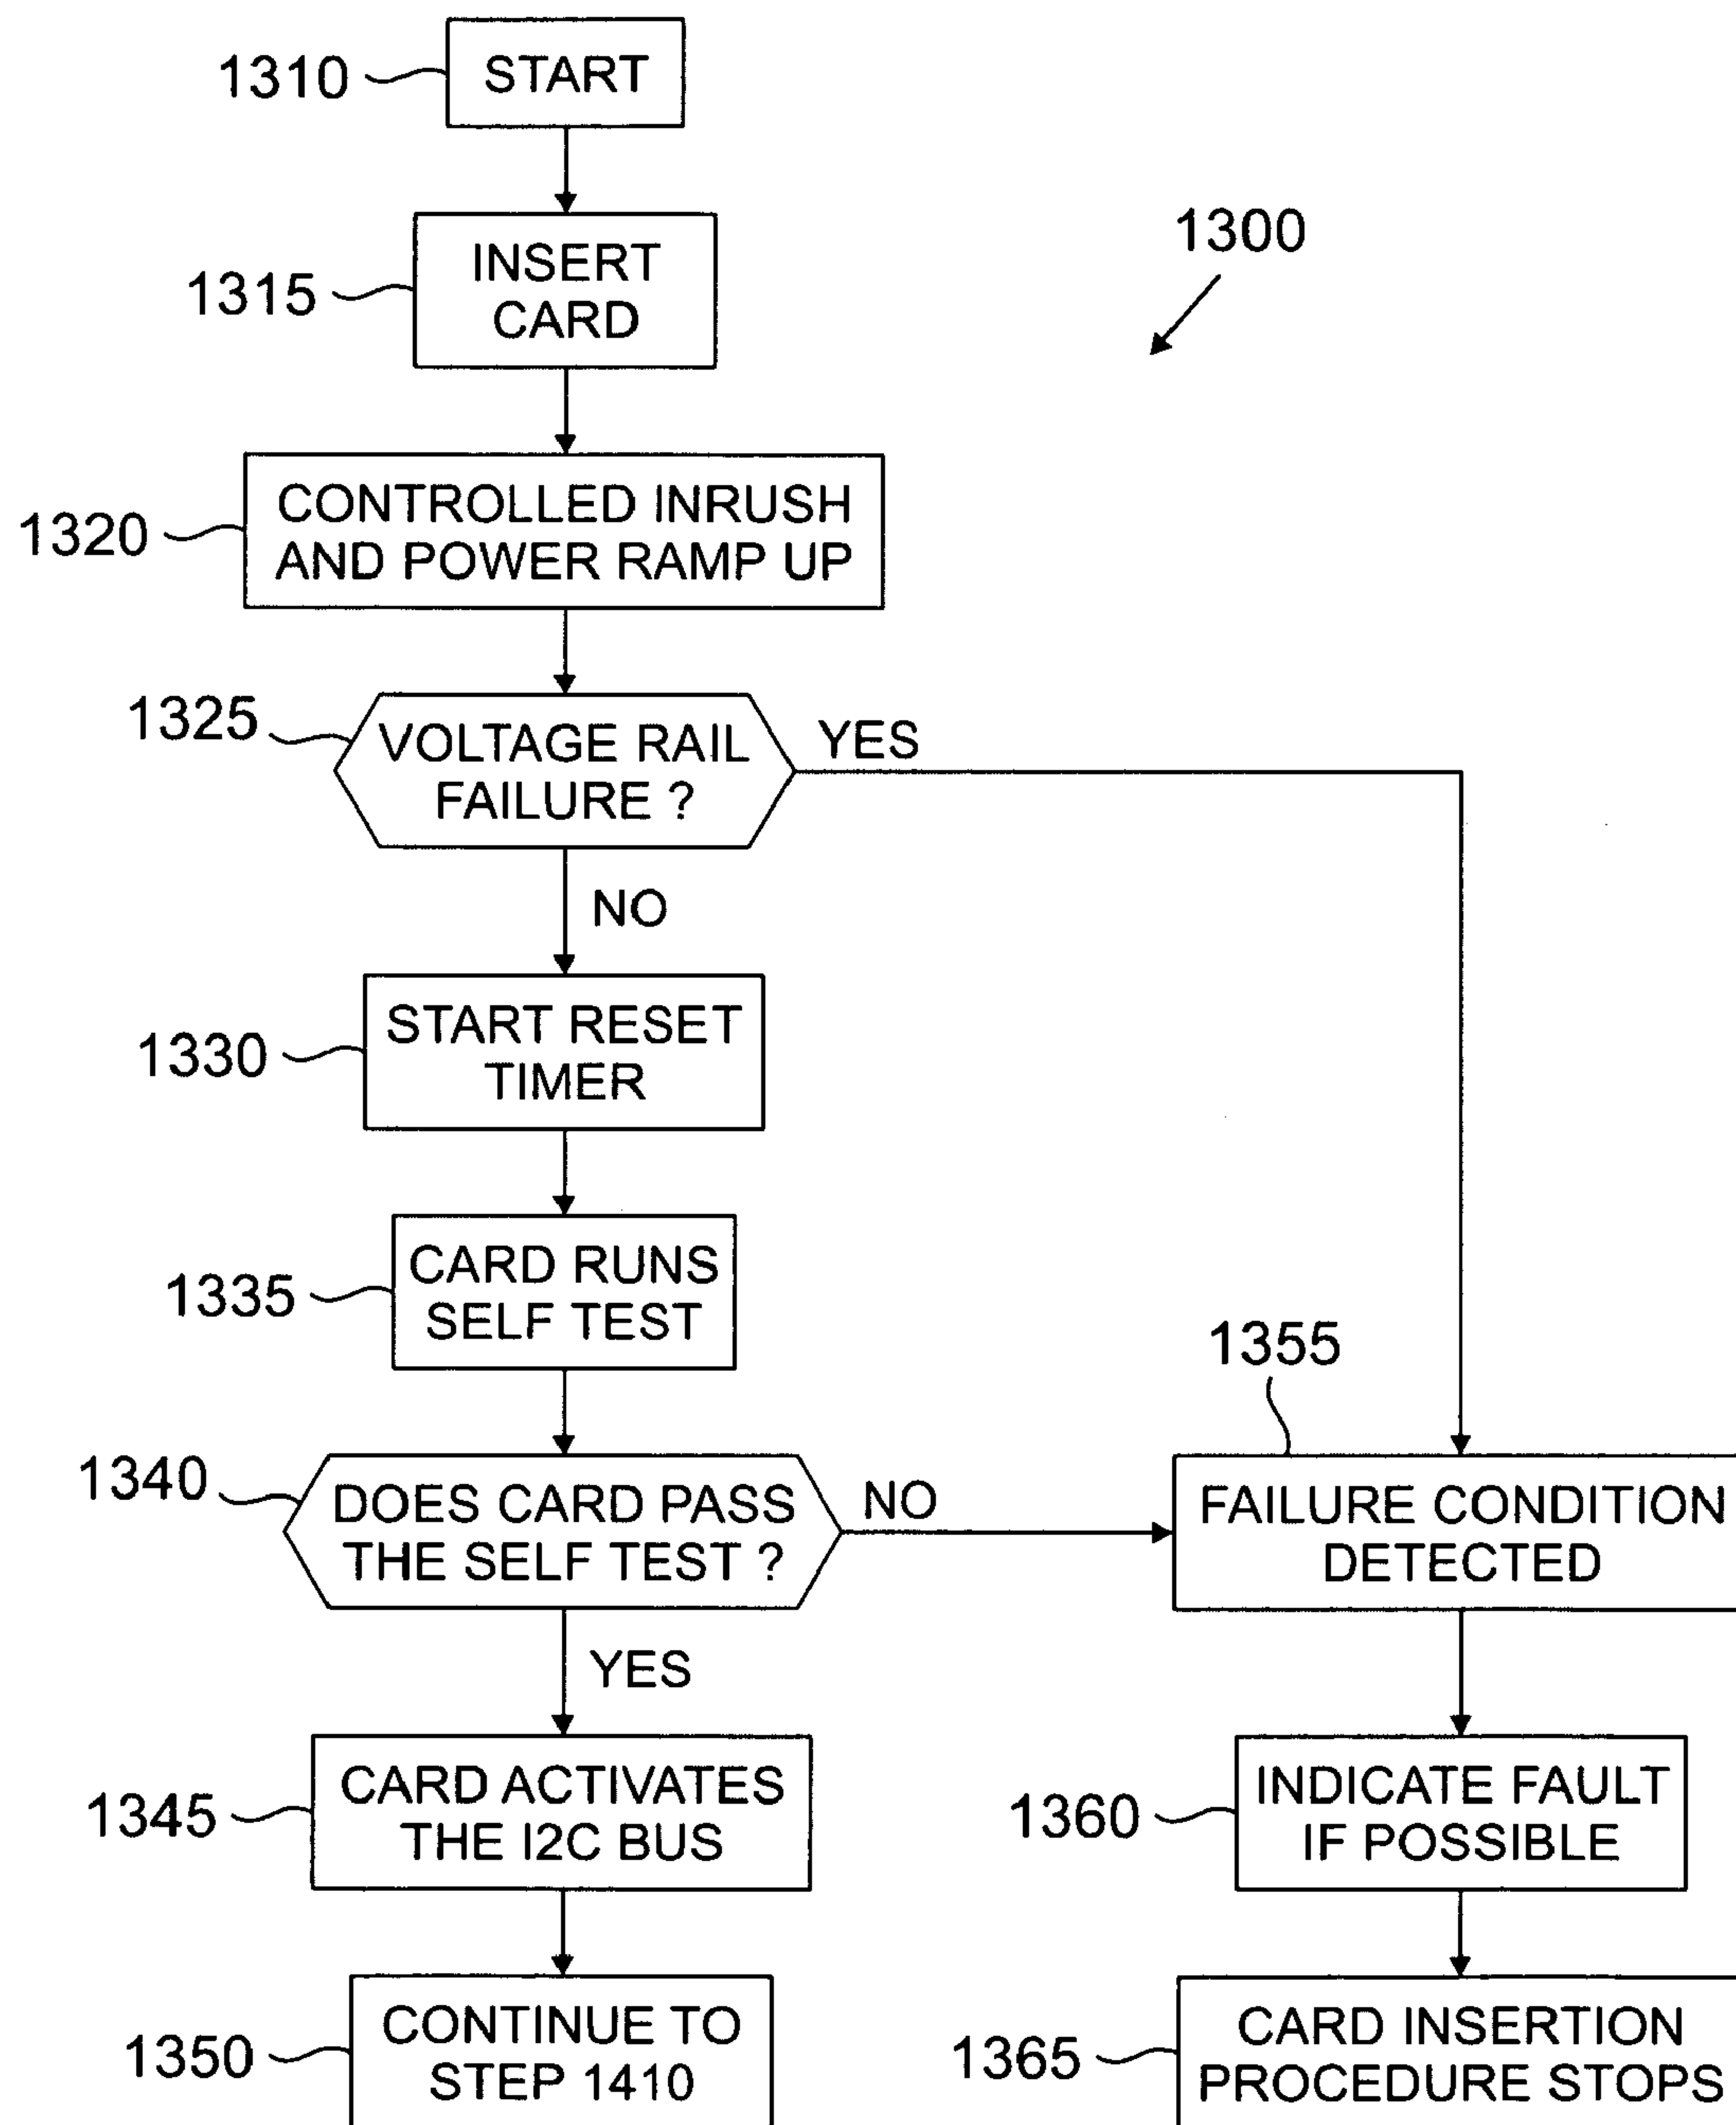 1310
START
1315
INSERT
CARD
1300
1320
CONTROLLED INRUSH
AND POWER RAMP UP
1325
VOLTAGE RAIL
FAILURE ?
YES
NO
1330
START RESET
TIMER
1335
CARD RUNS
SELF TEST
1340
DOES CARD PASS
THE SELF TEST ?
NO
1355
FAILURE CONDITION
DETECTED
YES
1345
CARD ACTIVATES
THE I2C BUS
1360
INDICATE FAULT
IF POSSIBLE
1350
CONTINUE TO
STEP 1410
1365
CARD INSERTION
PROCEDURE STOPS